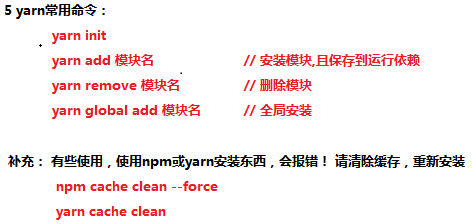 5 yarn常用命令：
yarn init
yarn add 模块名 // 安装模块,且保存到运行依赖
yarn remove 模块名 // 删除模块
yarn global add 模块名 // 全局安装
补充： 有些使用，使用npm或yarn安装东西，会报错！ 请清除缓存，重新安装
npm cache clean --force
yarn cache clean